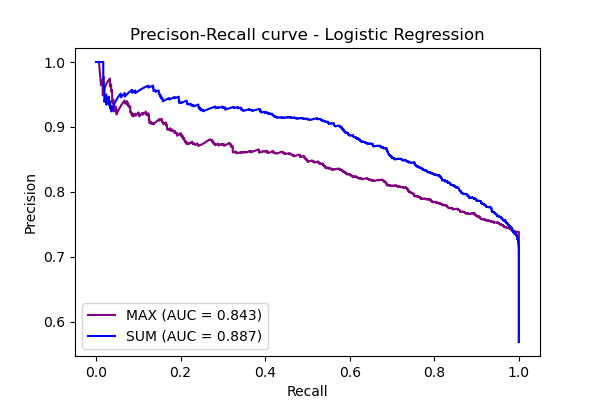 Precison-Recall curve - Logistic Regression
1.0
0.9
0.8
0.7
0.6
Precision
MAX (AUC = 0.843)
SUM (AUC = 0.887)
0.0 0.2 0.4 0.6 0.8 1.0
Recall